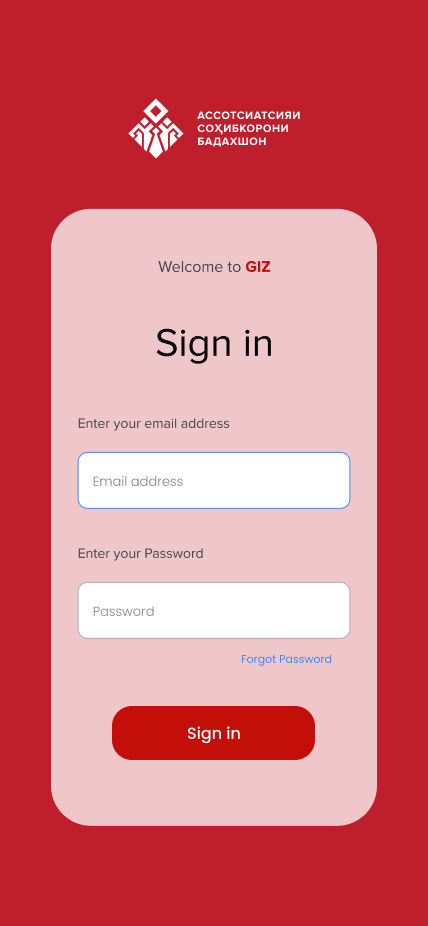 АССОТСИАТСИЯИ
СОҲИБКОРОНИ
БАДАХШОН
Welcome to GIZ
Sign in
Enter your email address
Email address
Enter your Password
Password
Forgot Password
Sign in